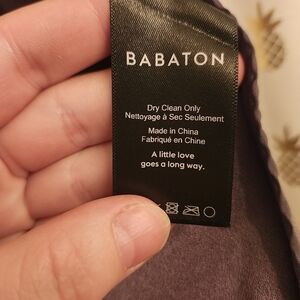 BABATON
Dry Clean Only
Nettoyage à Sec Seulement
Made in China
Fabriqué en Chine
A little love
goes a long way.